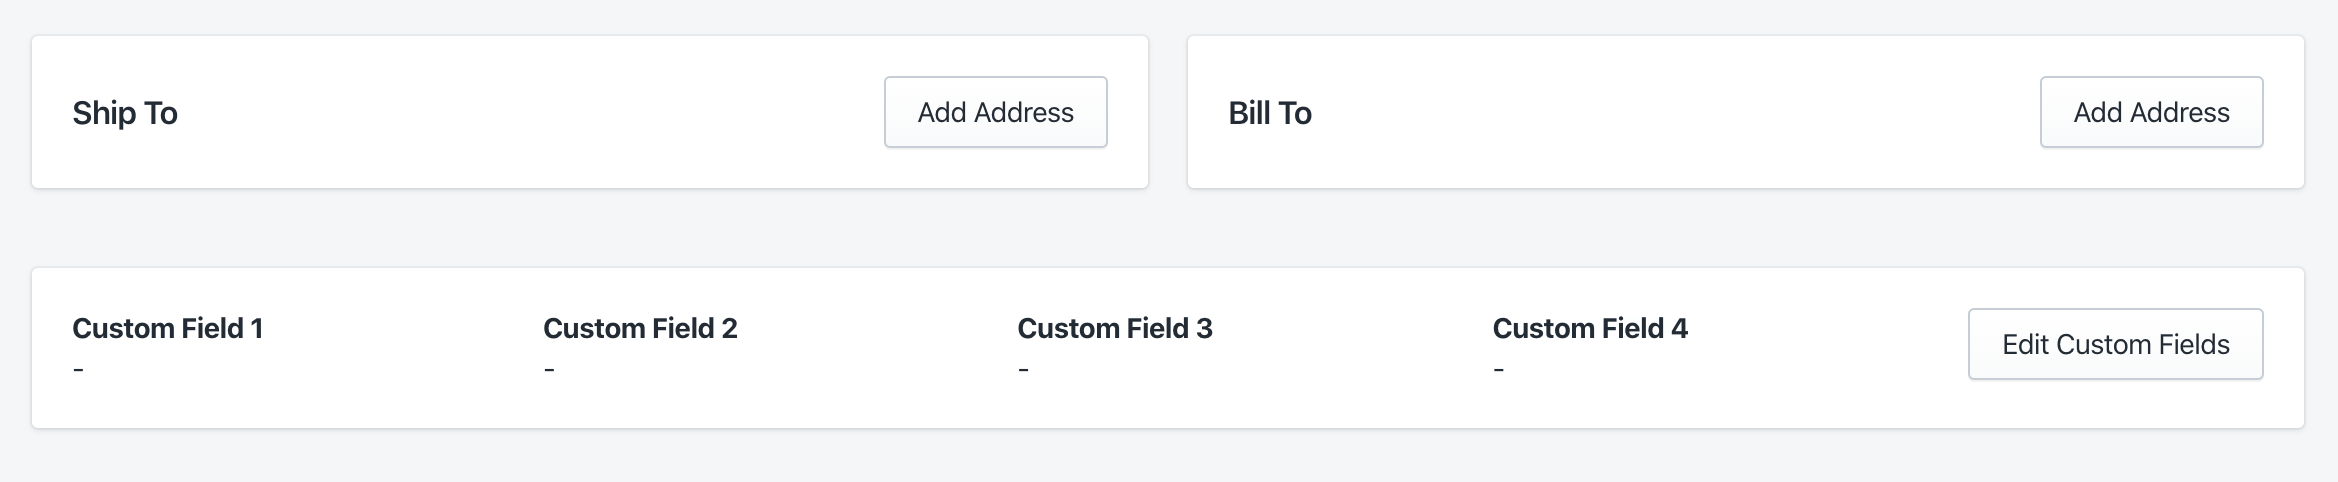 Ship To
Add Address
Bill To
Add Address
Custom Field 1
-
Custom Field 2
-
Custom Field 3
-
Custom Field 4
-
Edit Custom Fields